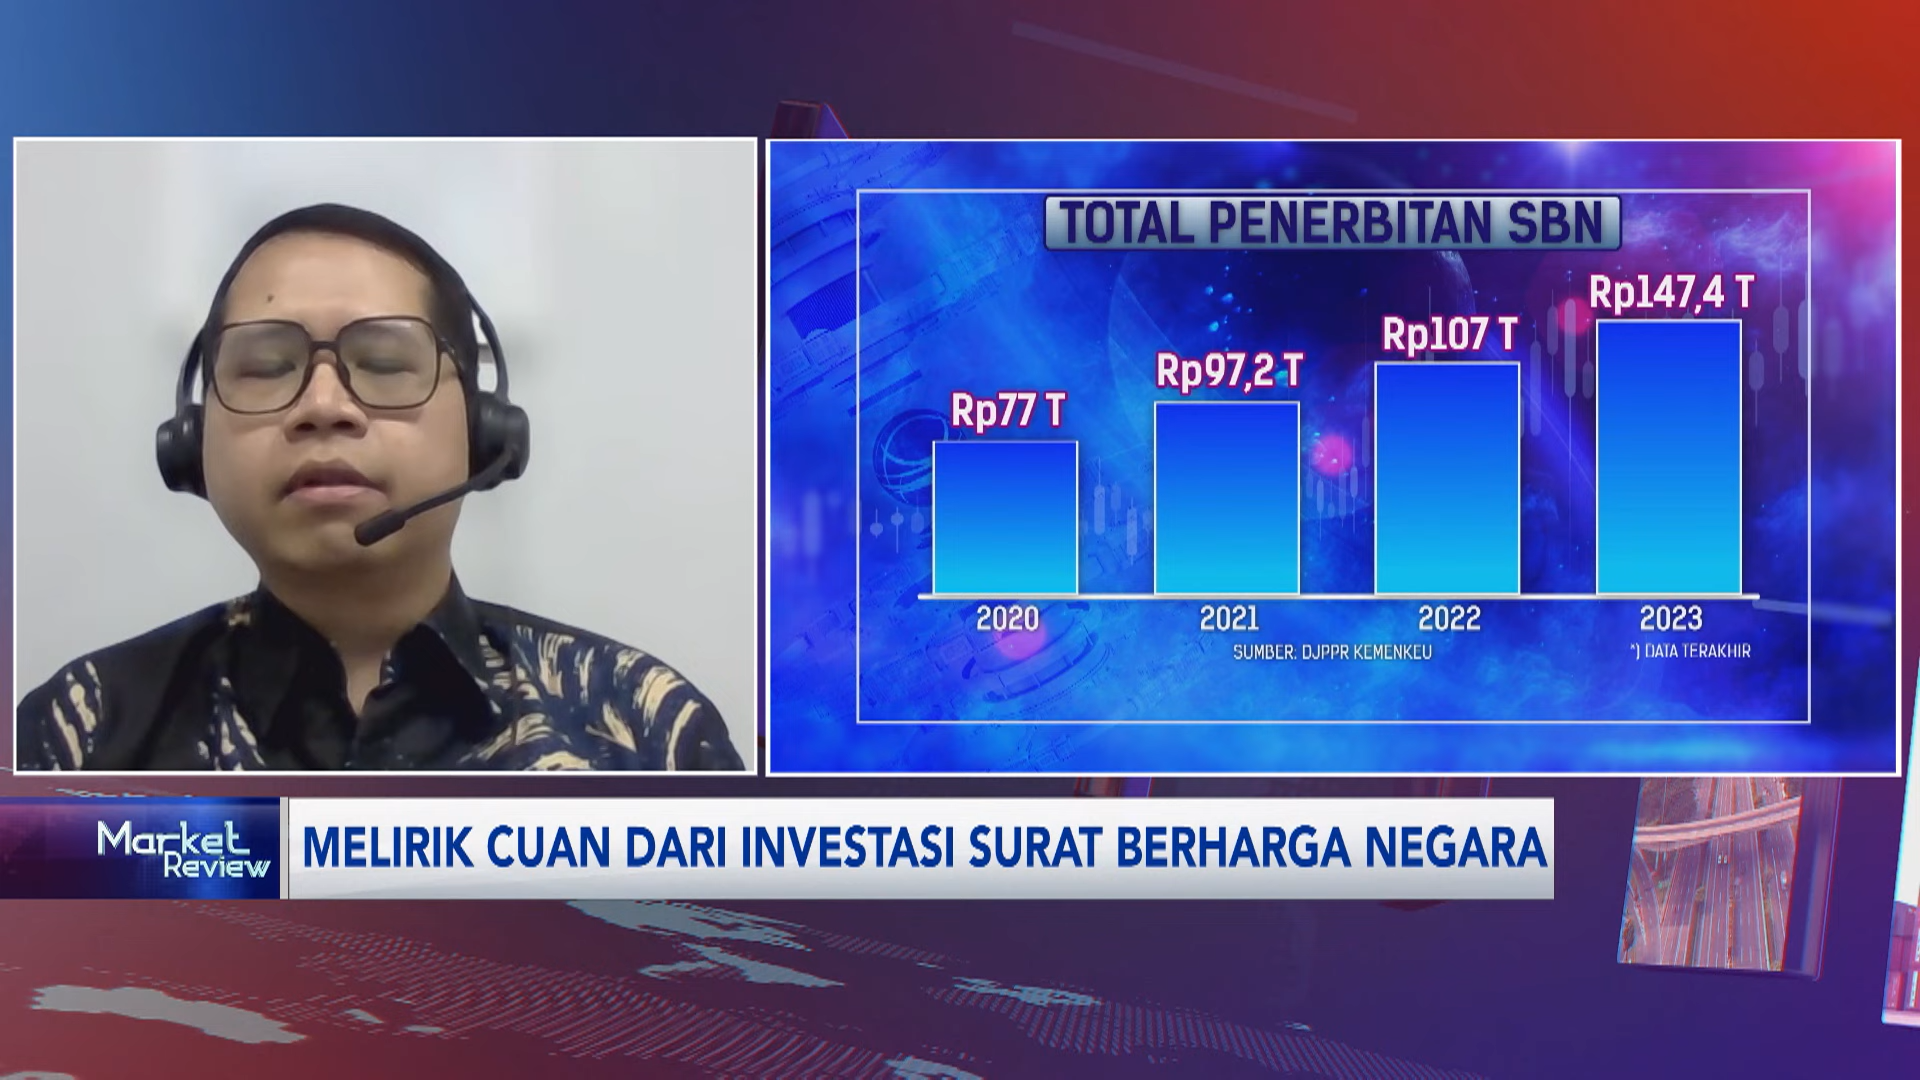 TOTAL PENERBITAN SBN
Rp77 T
Rp97,2 T
Rp107 T
Rp147,4 T
2020
2021
2022
2023
SUMBER: DJPPR KEMENKEU
*) DATA TERAKHIR
Market
Review
MELIRIK CUAN DARI INVESTASI SURAT BERHARGA NEGARA